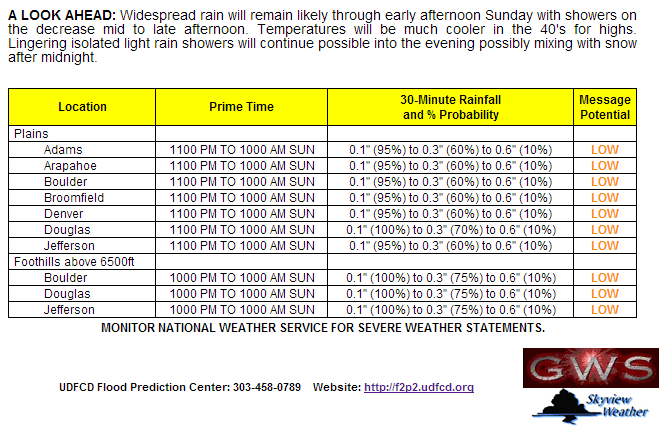 A LOOK AHEAD: Widespread rain will remain likely through early afternoon Sunday with showers on
the decrease mid to late afternoon. Temperatures will be much cooler in the 40's for highs.
Lingering isolated light rain showers will continue possible into the evening possibly mixing with snow
after midnight.
Location Prime Time 30-Minute Rainfall and % Probability Message Potential
Plains
Adams 1100 PM TO 1000 AM SUN 0.1" (95%) to 0.3" (60%) to 0.6" (10%) LOW
Arapahoe 1100 PM TO 1000 AM SUN 0.1" (95%) to 0.3" (60%) to 0.6" (10%) LOW
Boulder 1100 PM TO 1000 AM SUN 0.1" (95%) to 0.3" (60%) to 0.6" (10%) LOW
Broomfield 1100 PM TO 1000 AM SUN 0.1" (95%) to 0.3" (60%) to 0.6" (10%) LOW
Denver 1100 PM TO 1000 AM SUN 0.1" (95%) to 0.3" (60%) to 0.6" (10%) LOW
Douglas 1100 PM TO 1000 AM SUN 0.1" (100%) to 0.3" (70%) to 0.6" (10%) LOW
Jefferson 1100 PM TO 1000 AM SUN 0.1" (95%) to 0.3" (60%) to 0.6" (10%) LOW
Foothills above 6500ft
Boulder 1000 PM TO 1000 AM SUN 0.1" (100%) to 0.3" (75%) to 0.6" (10%) LOW
Douglas 1000 PM TO 1000 AM SUN 0.1" (100%) to 0.3" (75%) to 0.6" (10%) LOW
Jefferson 1000 PM TO 1000 AM SUN 0.1" (100%) to 0.3" (75%) to 0.6" (10%) LOW
MONITOR NATIONAL WEATHER SERVICE FOR SEVERE WEATHER STATEMENTS.
GWS
UDFCD Flood Prediction Center: 303-458-0789 Website: http://f2p2.udfcd.org
Skyview
Weather